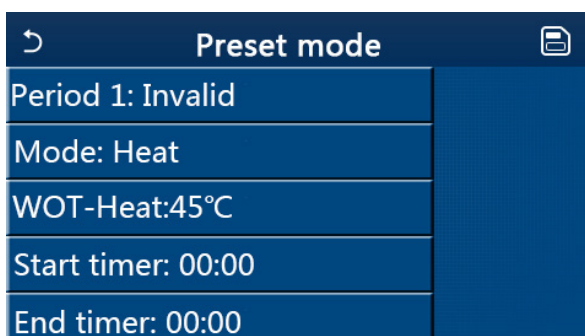 Preset mode
Period 1: Invalid
Mode: Heat
WOT-Heat:45℃
Start timer: 00:00
End timer: 00:00